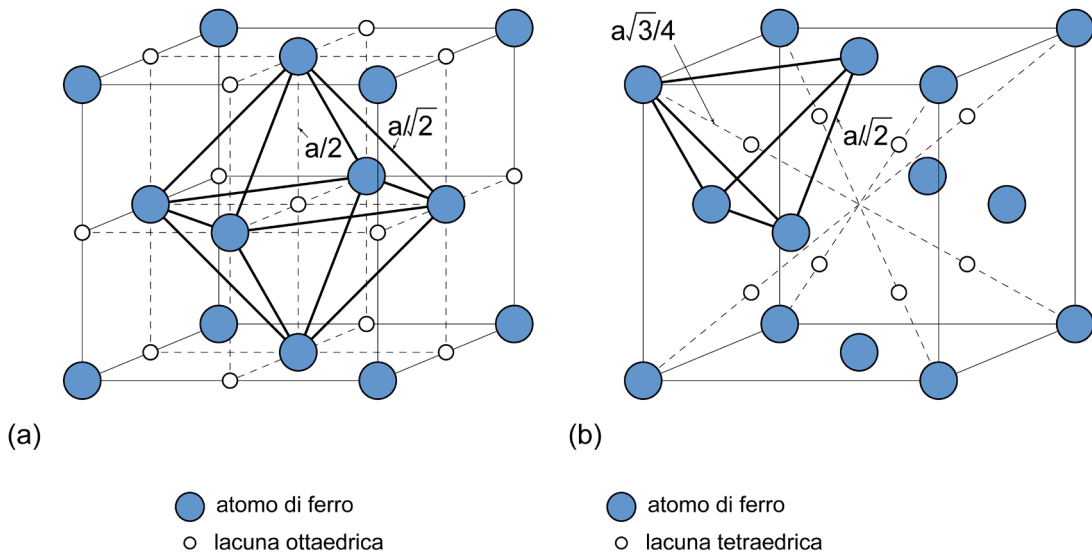 a/2
a/√2
a√3/4
a/√2
(a)
(b)
atomo di ferro
lacuna ottaedrica
atomo di ferro
lacuna tetraedrica